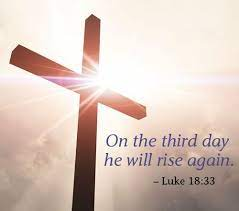 On the third day
he will rise again.
– Luke 18:33